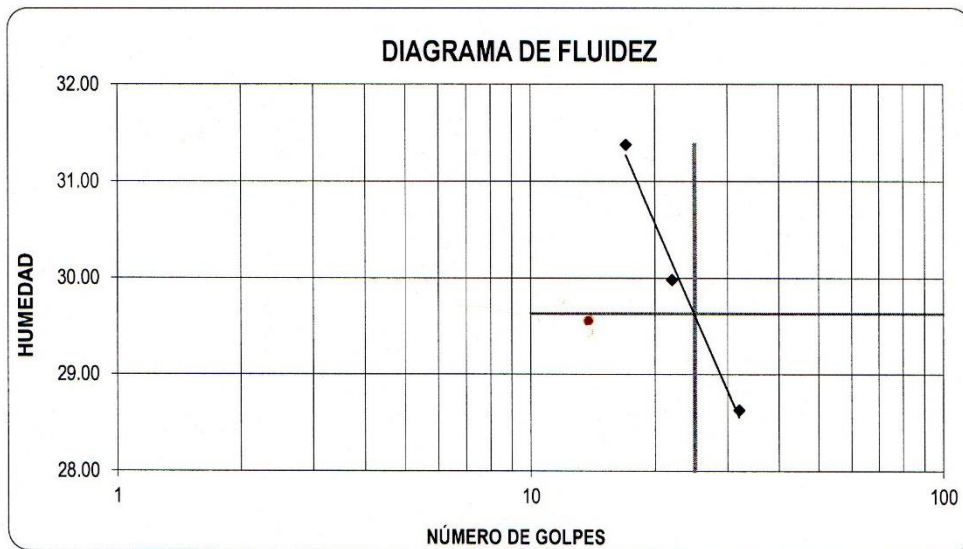 DIAGRAMA DE FLUIDEZ
32.00
31.00
30.00
29.00
28.00
HUMEDAD
1
10
100
NÚMERO DE GOLPES